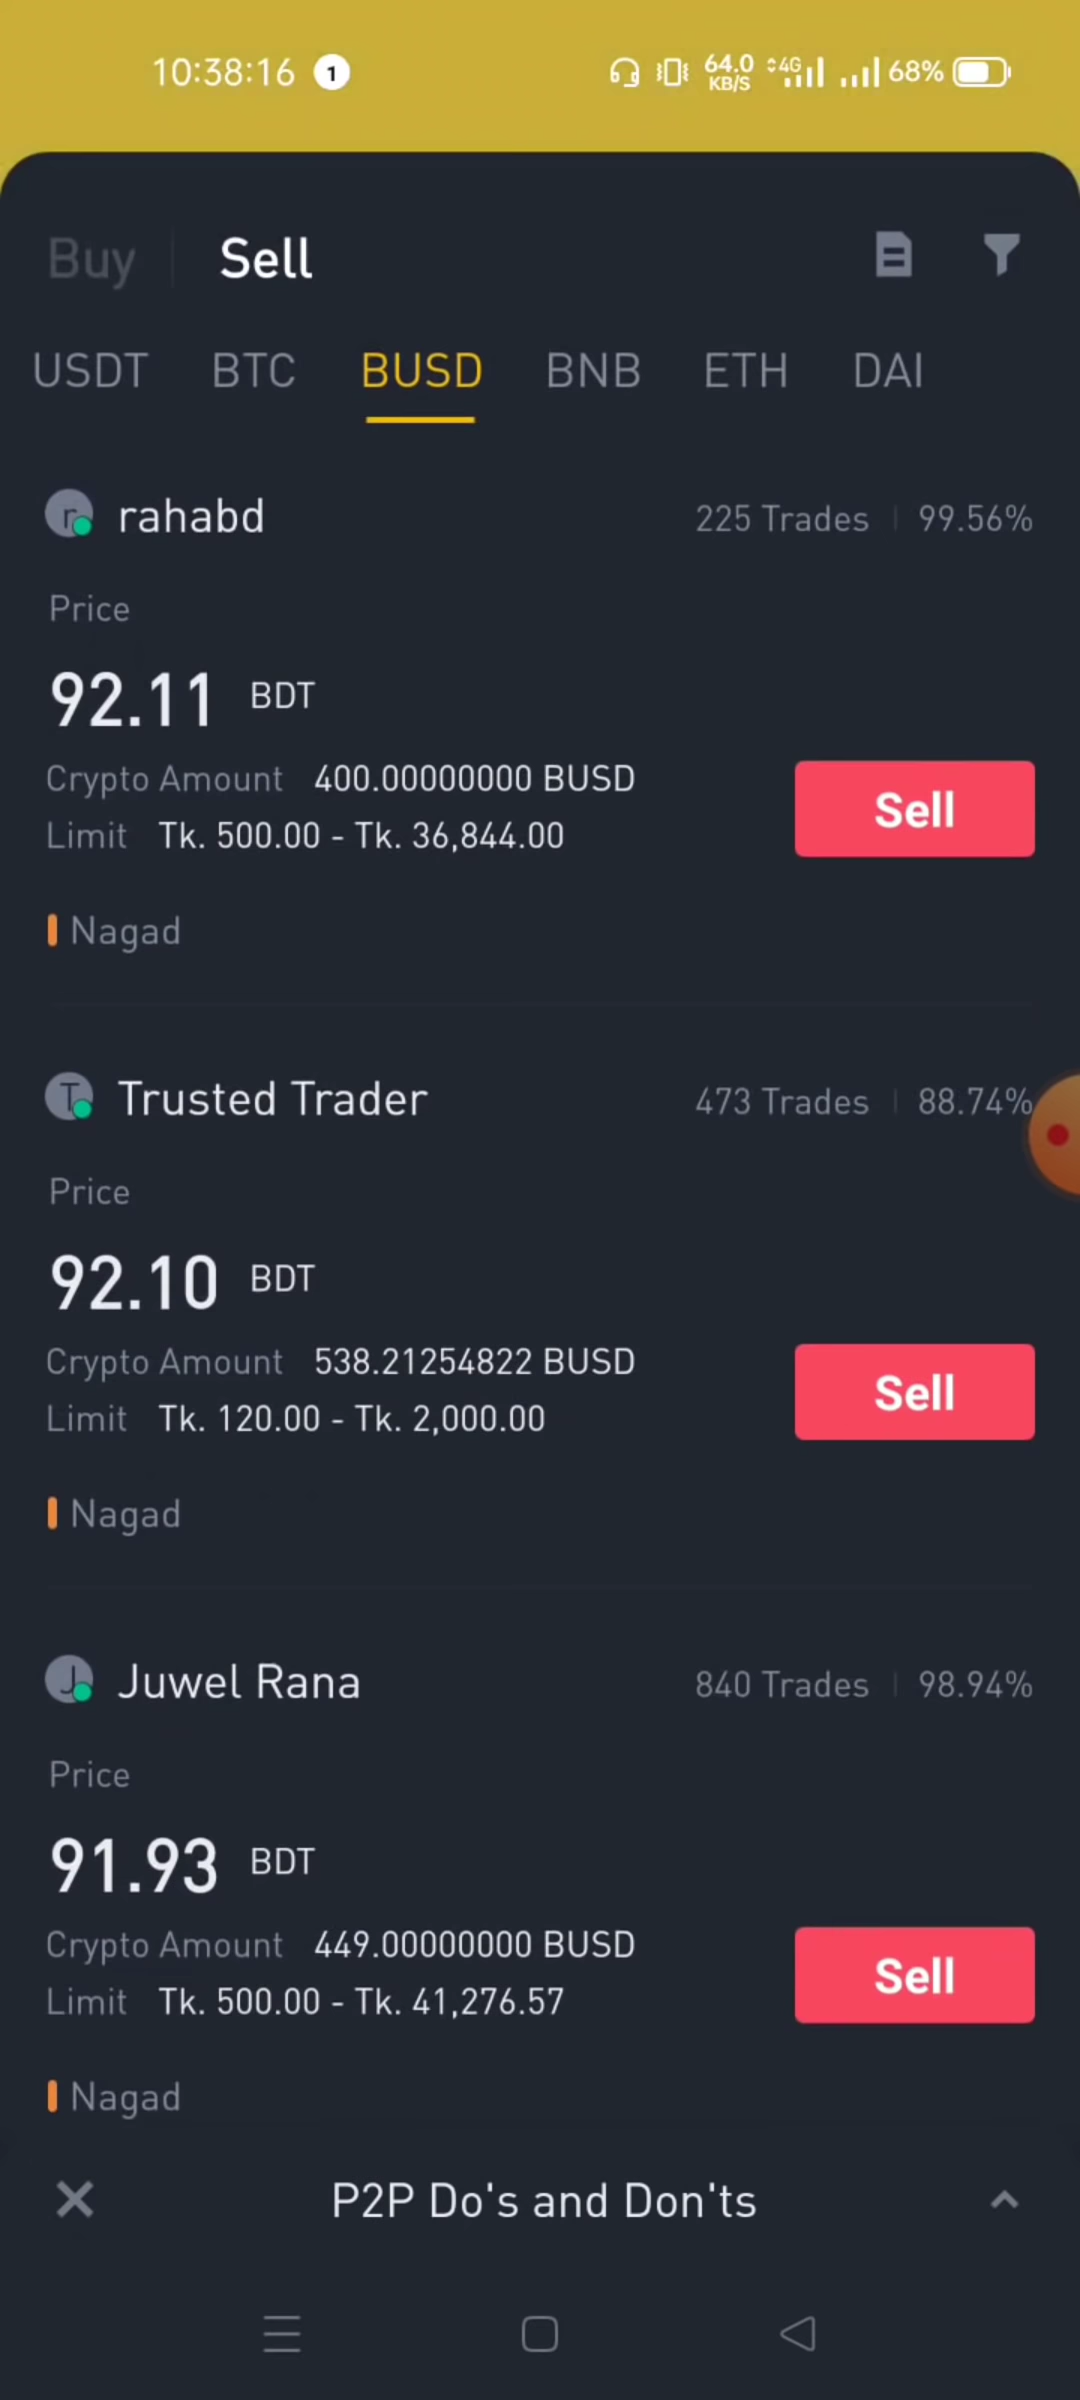 10:38:16 1 64.0 KB/S 4G 68%
Buy Sell
USDT BTC BUSD BNB ETH DAI
r rahabd 225 Trades 99.56%
Price
92.11 BDT
Crypto Amount 400.00000000 BUSD
Limit Tk. 500.00 - Tk. 36,844.00
Sell
Nagad
T Trusted Trader 473 Trades 88.74%
Price
92.10 BDT
Crypto Amount 538.21254822 BUSD
Limit Tk. 120.00 - Tk. 2,000.00
Sell
Nagad
J Juwel Rana 840 Trades 98.94%
Price
91.93 BDT
Crypto Amount 449.00000000 BUSD
Limit Tk. 500.00 - Tk. 41,276.57
Sell
Nagad
P2P Do's and Don'ts